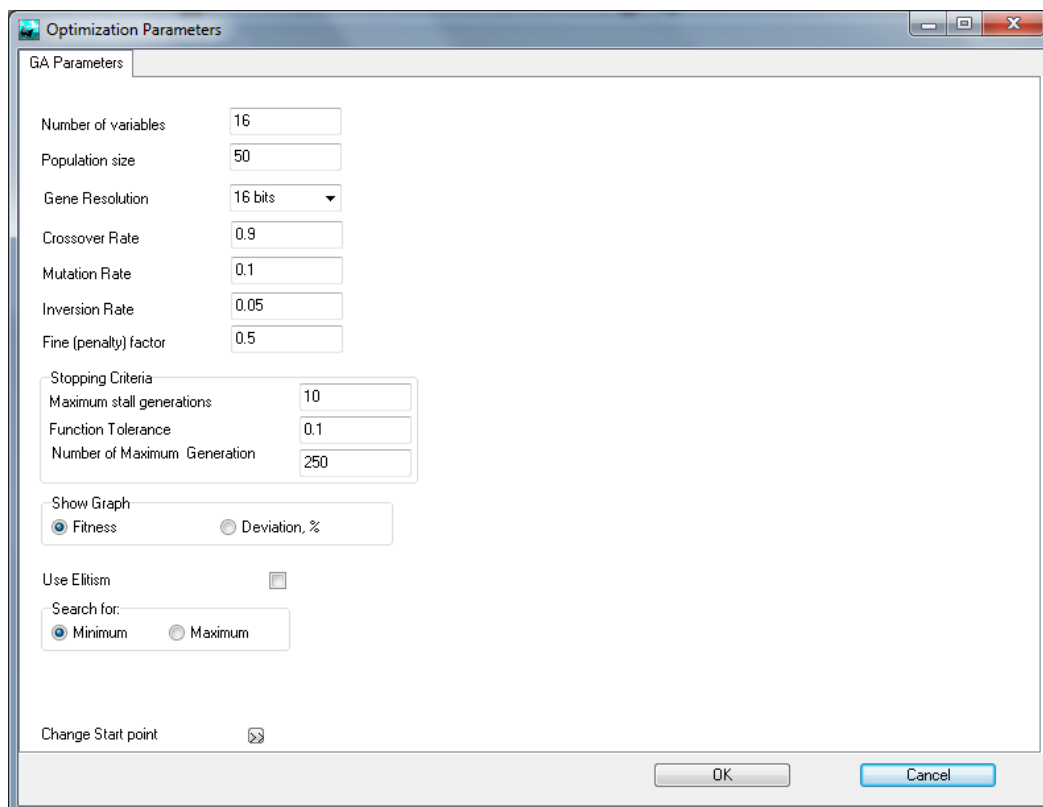 Optimization Parameters
GA Parameters
Number of variables 16
Population size 50
Gene Resolution 16 bits
Crossover Rate 0.9
Mutation Rate 0.1
Inversion Rate 0.05
Fine (penalty) factor 0.5
Stopping Criteria
Maximum stall generations 10
Function Tolerance 0.1
Number of Maximum Generation 250
Show Graph
Fitness Deviation, %
Use Elitism
Search for:
Minimum Maximum
Change Start point >>
OK Cancel